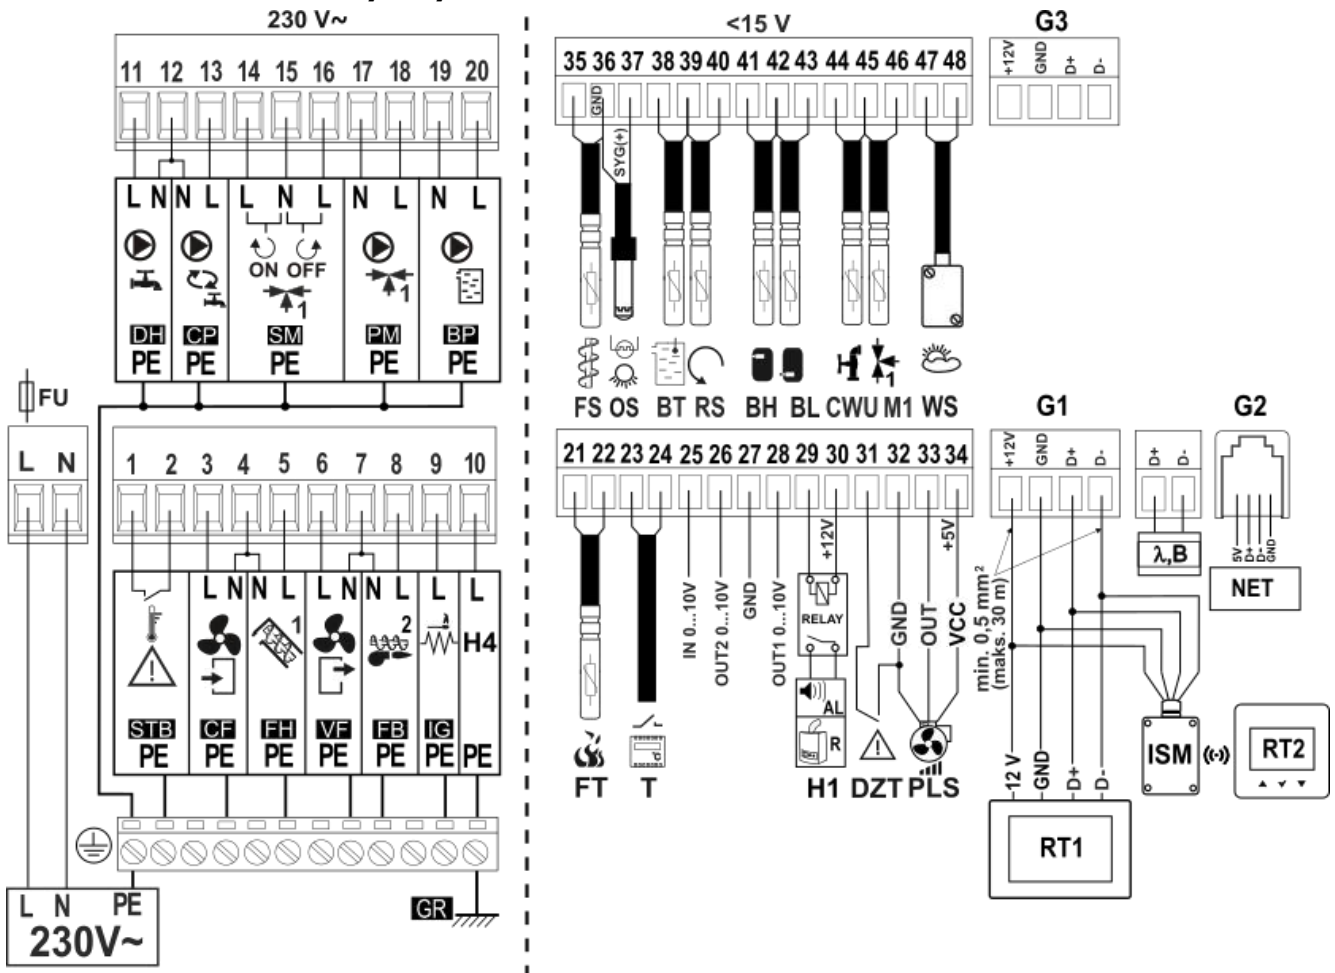 230 V~
<15 V
G3
11 12 13 14 15 16 17 18 19 20
35 36 37 38 39 40 41 42 43 44 45 46 47 48
+12V GND D+ D-
GND
SYG(+)
L N N L L N L N L N L
ON OFF
1 1
DH CP SM PM BP
PE PE PE PE PE
FS OS BT RS BH BL CWU M1 WS
1
FU
L N
1 2 3 4 5 6 7 8 9 10
21 22 23 24 25 26 27 28 29 30 31 32 33 34
G1 G2
+12V GND D+ D-
D+ D-
5V D+ D- GND
λ,B
NET
L N N L L N N L L L
1 2 λ
H4
STB CF FH VF FB IG
PE PE PE PE PE PE PE
IN 0...10V
OUT2 0...10V
GND
OUT1 0...10V
+12V
RELAY
AL
R
GND
OUT
+5V
VCC
°C
FT T H1 DZT PLS
min. 0,5 mm²
(maks. 30 m)
12 V GND D+ D-
RT1
ISM
RT2
GR
L N PE
230V~